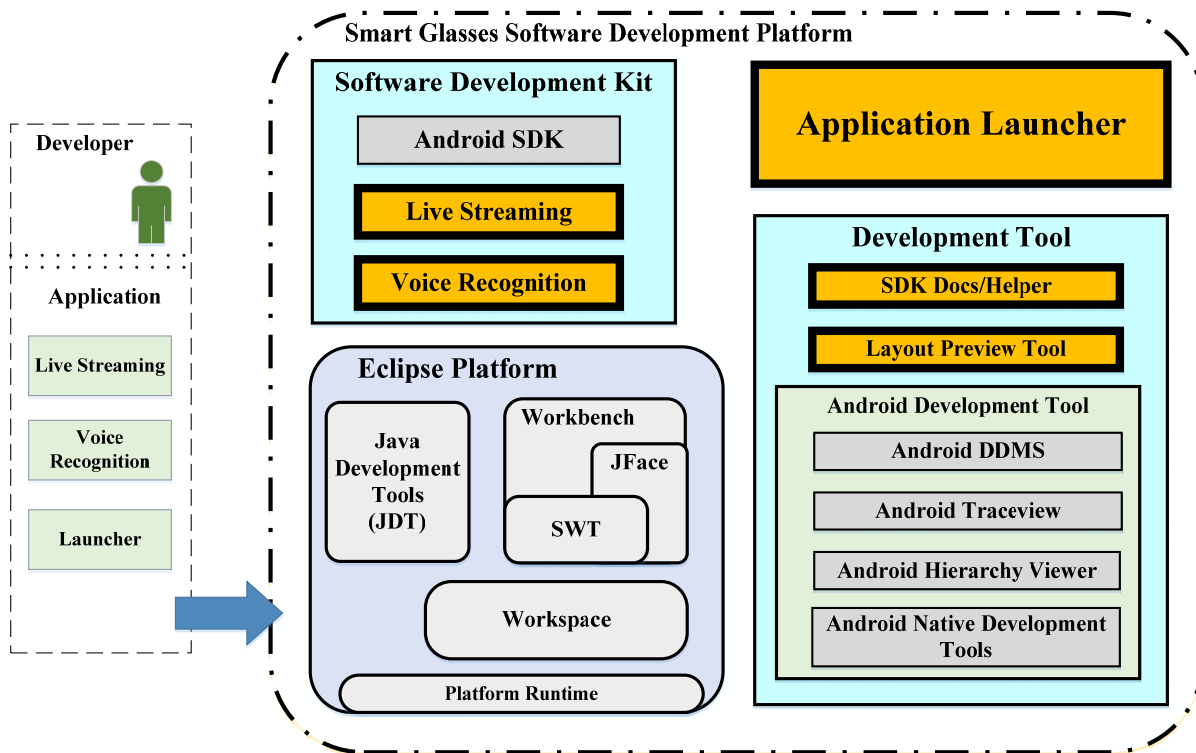 Smart Glasses Software Development Platform
Developer
Application
Live Streaming
Voice
Recognition
Launcher
Software Development Kit
Android SDK
Live Streaming
Voice Recognition
Application Launcher
Eclipse Platform
Java
Development
Tools
(JDT)
Workbench
JFace
SWT
Workspace
Platform Runtime
Development Tool
SDK Docs/Helper
Layout Preview Tool
Android Development Tool
Android DDMS
Android Traceview
Android Hierarchy Viewer
Android Native Development
Tools